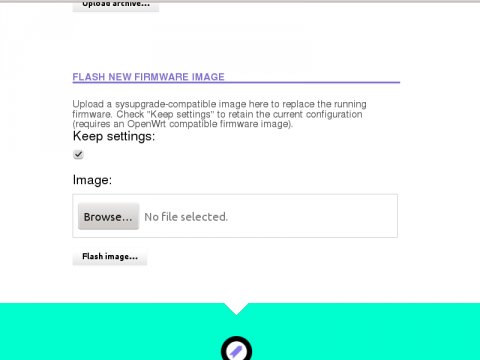 Upload archive...
FLASH NEW FIRMWARE IMAGE
Upload a sysupgrade-compatible image here to replace the running
firmware. Check "Keep settings" to retain the current configuration
(requires an OpenWrt compatible firmware image).
Keep settings:
Image:
Browse... No file selected.
Flash image...